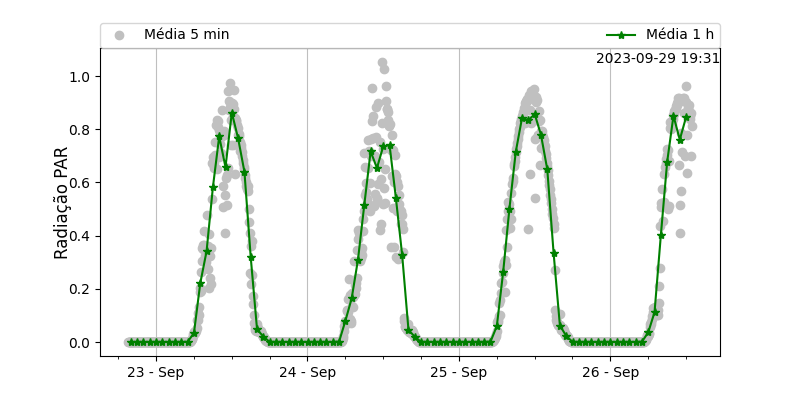 Média 5 min
Média 1 h
2023-09-29 19:31
Radiação PAR
1.0
0.8
0.6
0.4
0.2
0.0
23 - Sep
24 - Sep
25 - Sep
26 - Sep